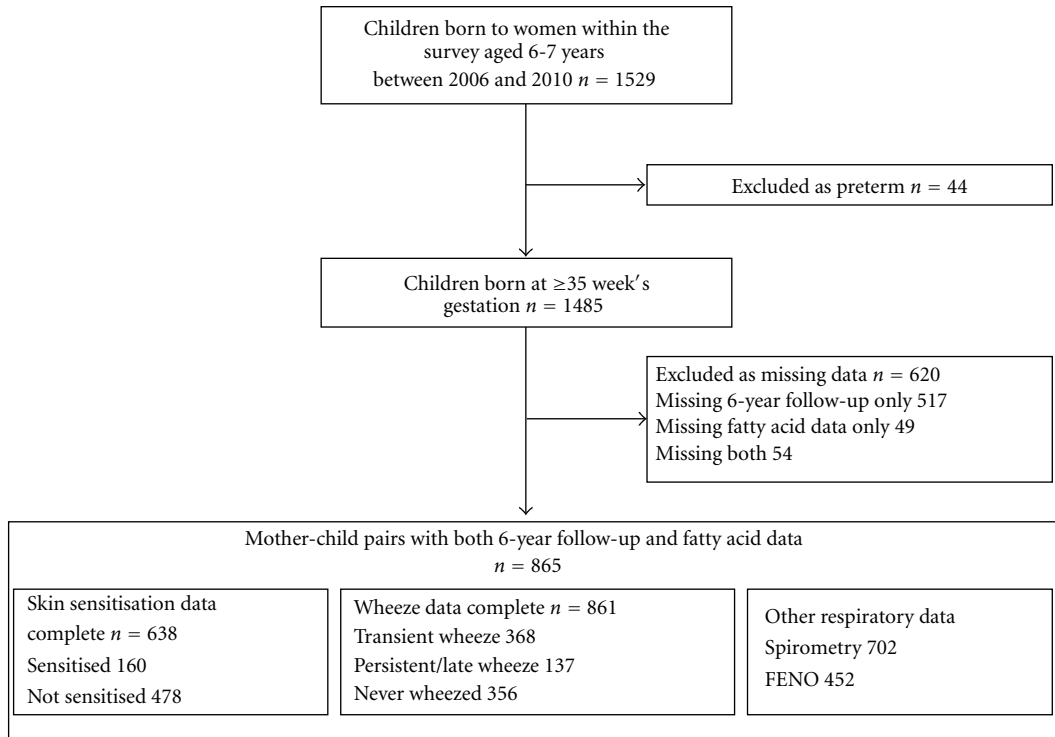 Children born to women within the
survey aged 6-7 years
between 2006 and 2010 n = 1529
Excluded as preterm n = 44
Children born at ≥35 week′s
gestation n = 1485
Excluded as missing data n = 620
Missing 6-year follow-up only 517
Missing fatty acid data only 49
Missing both 54
Mother-child pairs with both 6-year follow-up and fatty acid data
n = 865
Skin sensitisation data
complete n = 638
Sensitised 160
Not sensitised 478
Wheeze data complete n = 861
Transient wheeze 368
Persistent/late wheeze 137
Never wheezed 356
Other respiratory data
Spirometry 702
FENO 452